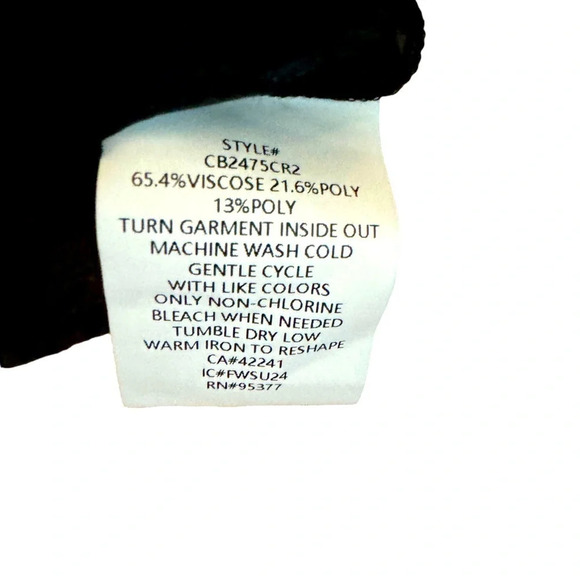 STYLE#
CB2475CR2
65.4%VISCOSE 21.6%POLY
13%POLY
TURN GARMENT INSIDE OUT
MACHINE WASH COLD
GENTLE CYCLE
WITH LIKE COLORS
ONLY NON-CHLORINE
BLEACH WHEN NEEDED
TUMBLE DRY LOW
WARM IRON TO RESHAPE
CA#42241
IC#FWSU24
RN#95377